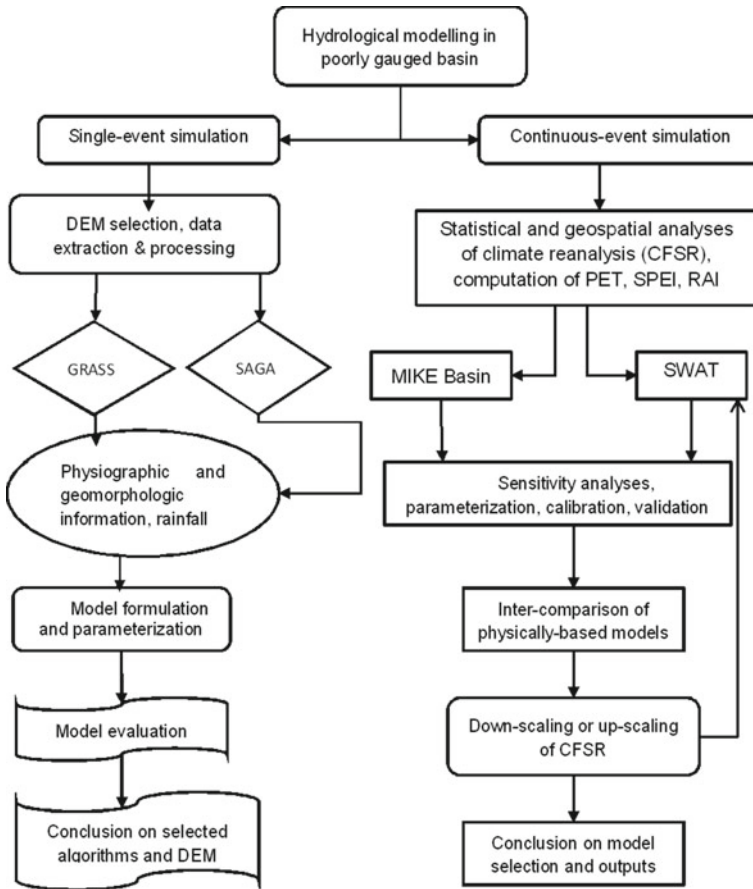 Hydrological modelling in
poorly gauged basin
Single-event simulation
Continuous-event simulation
DEM selection, data
extraction & processing
Statistical and geospatial analyses
of climate reanalysis (CFSR),
computation of PET, SPEI, RAI
GRASS
SAGA
MIKE Basin
SWAT
Physiographic and
geomorphologic
information, rainfall
Sensitivity analyses,
parameterization, calibration, validation
Model formulation
and parameterization
Inter-comparison of
physically-based models
Model evaluation
Down-scaling or up-scaling
of CFSR
Conclusion on selected
algorithms and DEM
Conclusion on model
selection and outputs